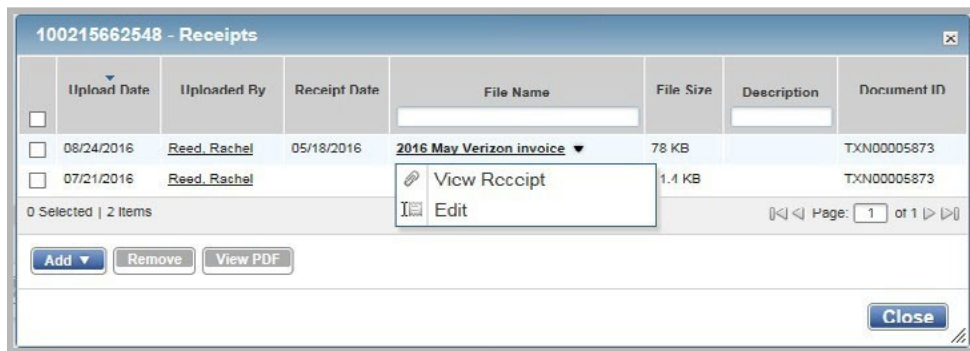 100215662548 - Receipts
Upload Date Uploaded By Receipt Date File Name File Size Description Document ID
08/24/2016 Reed, Rachel 05/18/2016 2016 May Verizon invoice 78 KB TXN00005873
07/21/2016 Reed, Rachel 1.4 KB TXN00005873
View Receipt
Edit
0 Selected | 2 Items Page: 1 of 1
Add Remove View PDF
Close